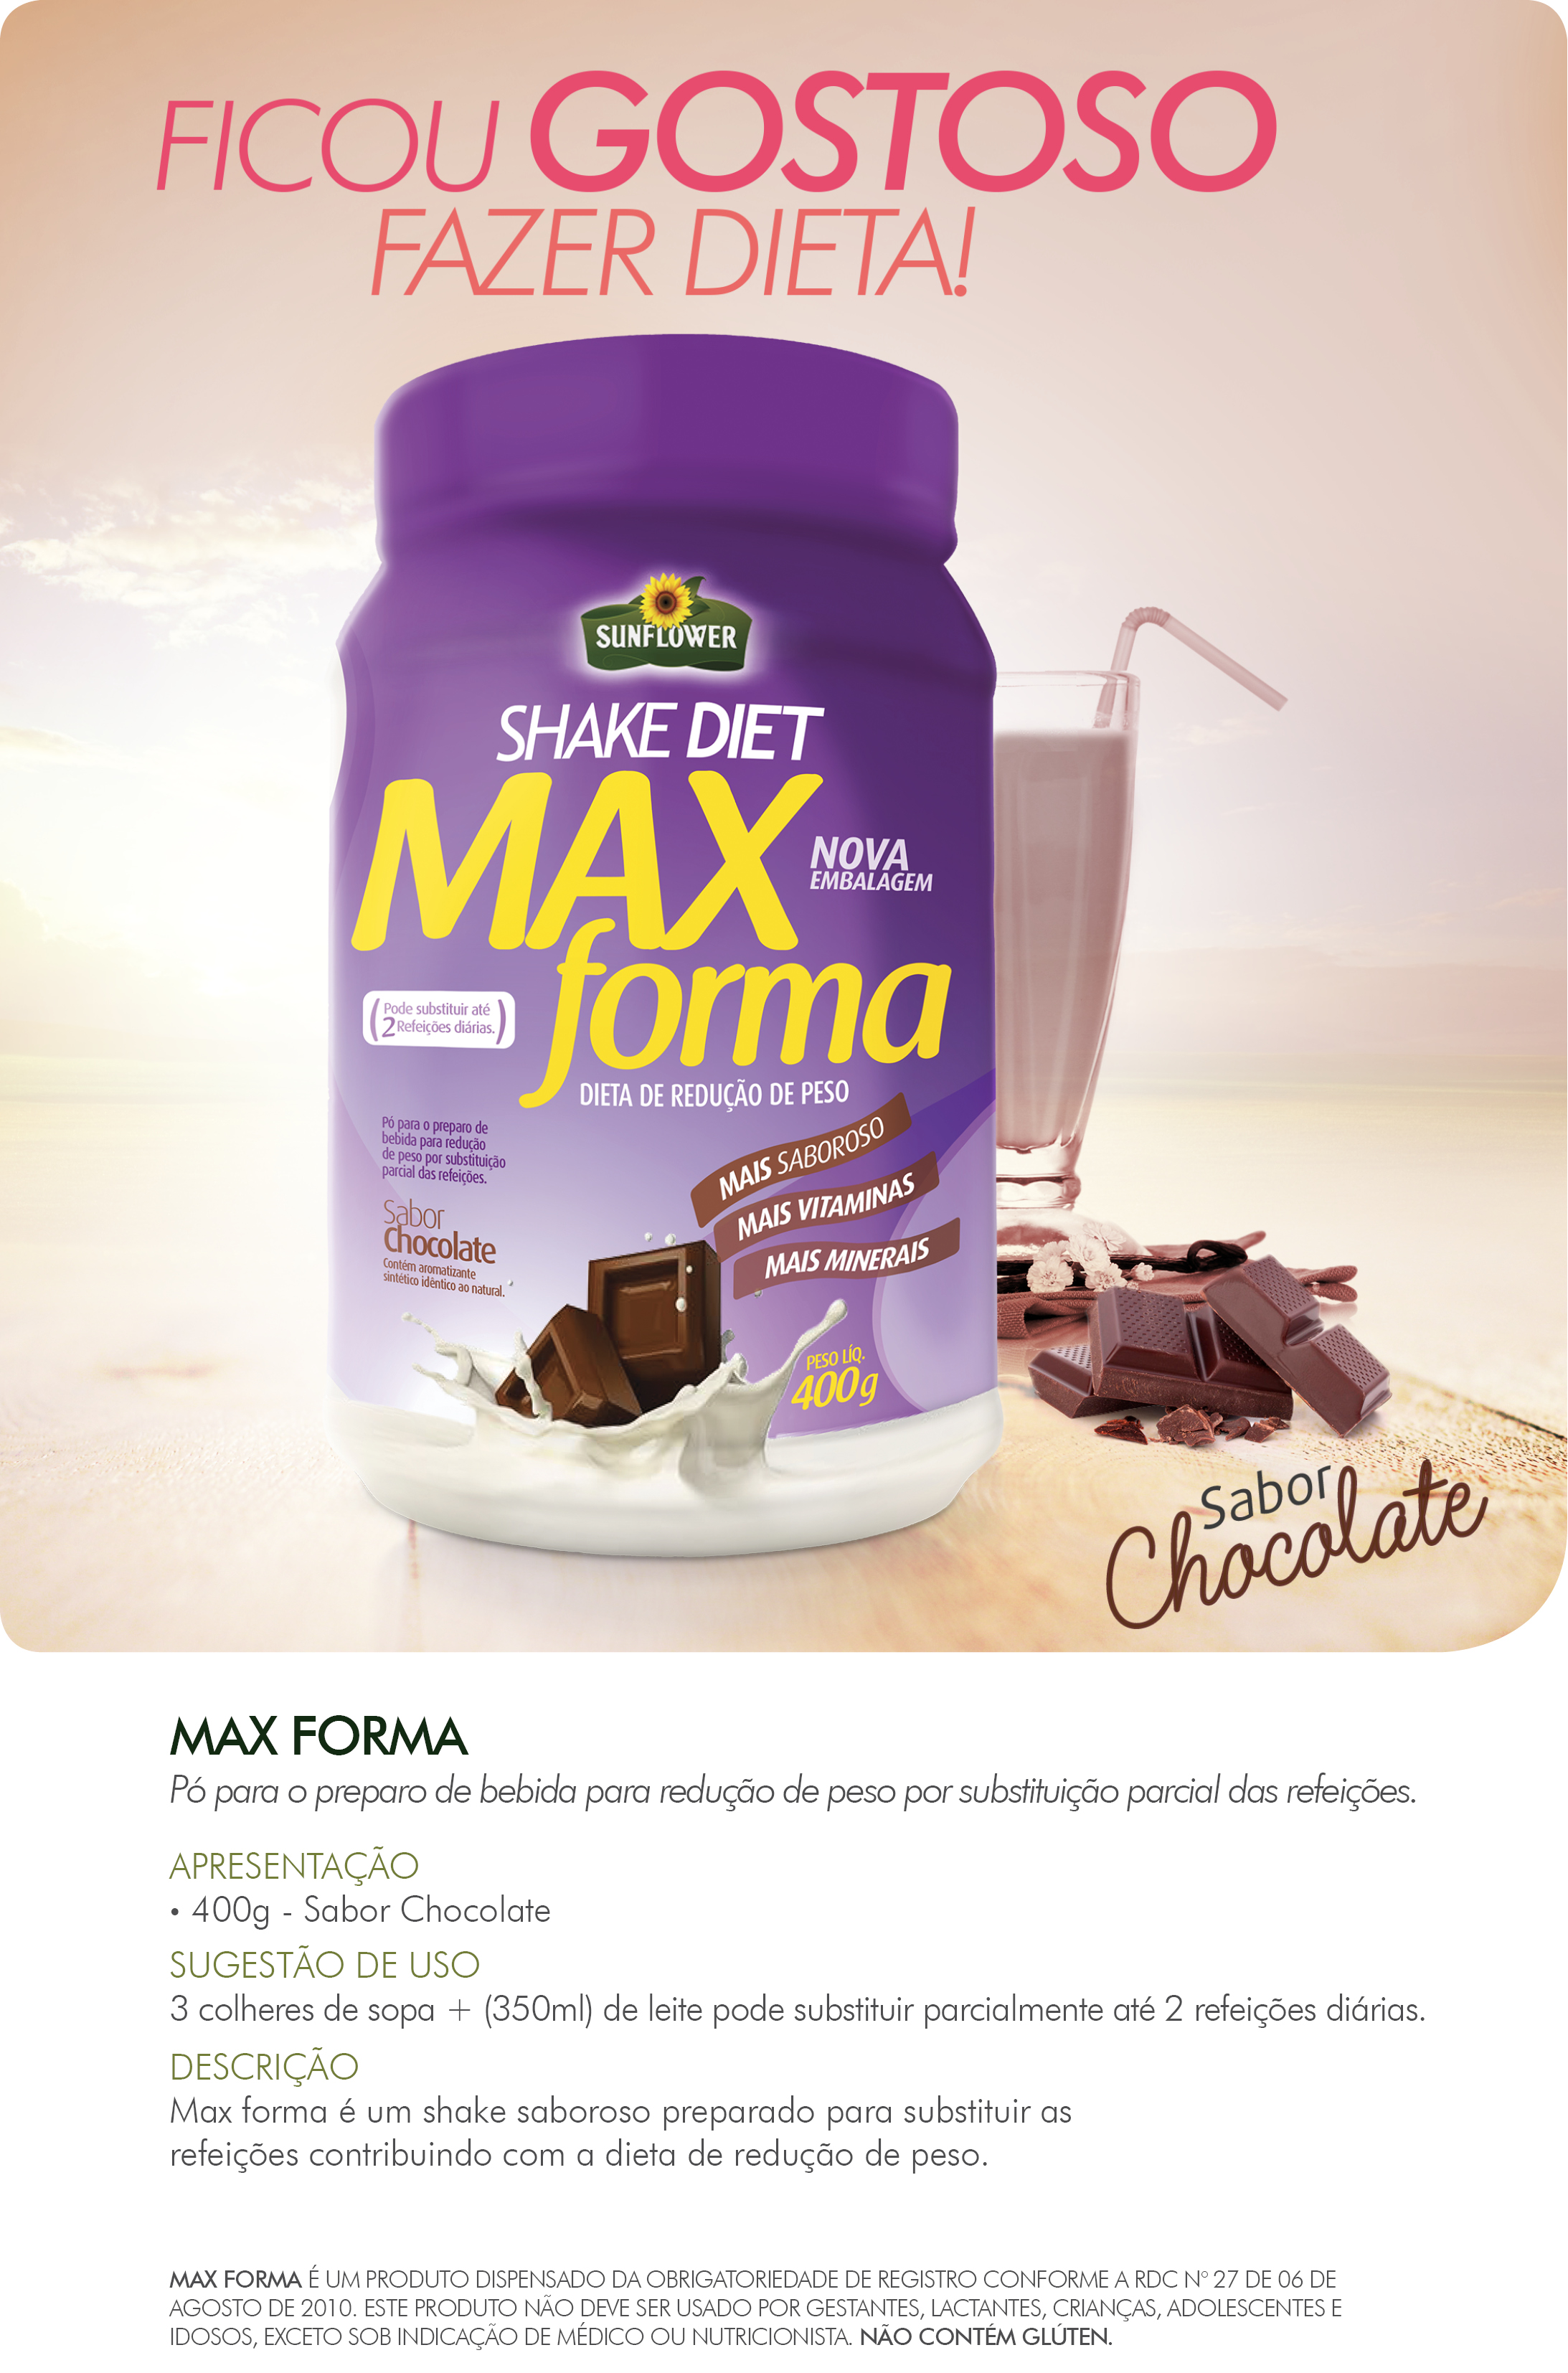 FICOU GOSTOSO
FAZER DIETA!
SUNFLOWER
SHAKE DIET
MAX
forma
NOVA
EMBALAGEM
(Pode substituir até
2 Refeições diárias.)
DIETA DE REDUÇÃO DE PESO
Pó para o preparo de
bebida para redução
de peso por substituição
parcial das refeições.
MAIS SABOROSO
MAIS VITAMINAS
MAIS MINERAIS
Sabor
Chocolate
Contém aromatizante
sintético idêntico ao natural.
PESO LÍQ.
400g
Sabor
Chocolate
MAX FORMA
Pó para o preparo de bebida para redução de peso por substituição parcial das refeições.
APRESENTAÇÃO
• 400g - Sabor Chocolate
SUGESTÃO DE USO
3 colheres de sopa + (350ml) de leite pode substituir parcialmente até 2 refeições diárias.
DESCRIÇÃO
Max forma é um shake saboroso preparado para substituir as
refeições contribuindo com a dieta de redução de peso.
MAX FORMA É UM PRODUTO DISPENSADO DA OBRIGATORIEDADE DE REGISTRO CONFORME A RDC Nº 27 DE 06 DE
AGOSTO DE 2010. ESTE PRODUTO NÃO DEVE SER USADO POR GESTANTES, LACTANTES, CRIANÇAS, ADOLESCENTES E
IDOSOS, EXCETO SOB INDICAÇÃO DE MÉDICO OU NUTRICIONISTA. NÃO CONTÉM GLÚTEN.